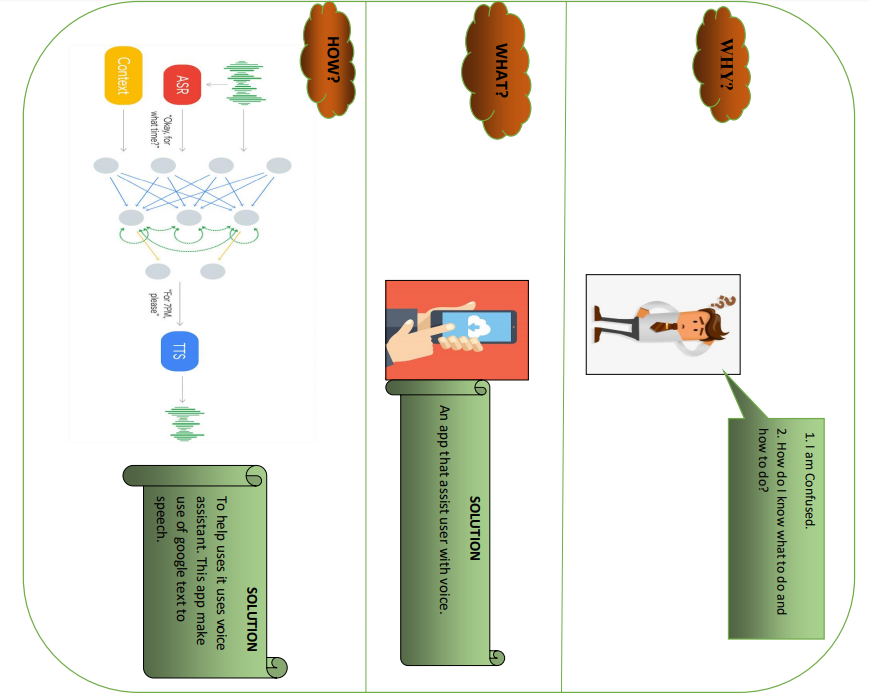 WHY?
1. I am Confused.
2. How do I know what to do and
how to do?
WHAT?
SOLUTION
An app that assist user with voice.
HOW?
ASR
Context
"Okay, for
what time?"
"For 7PM,
please"
TTS
SOLUTION
To help uses it uses voice
assistant. This app make
use of google text to
speech.